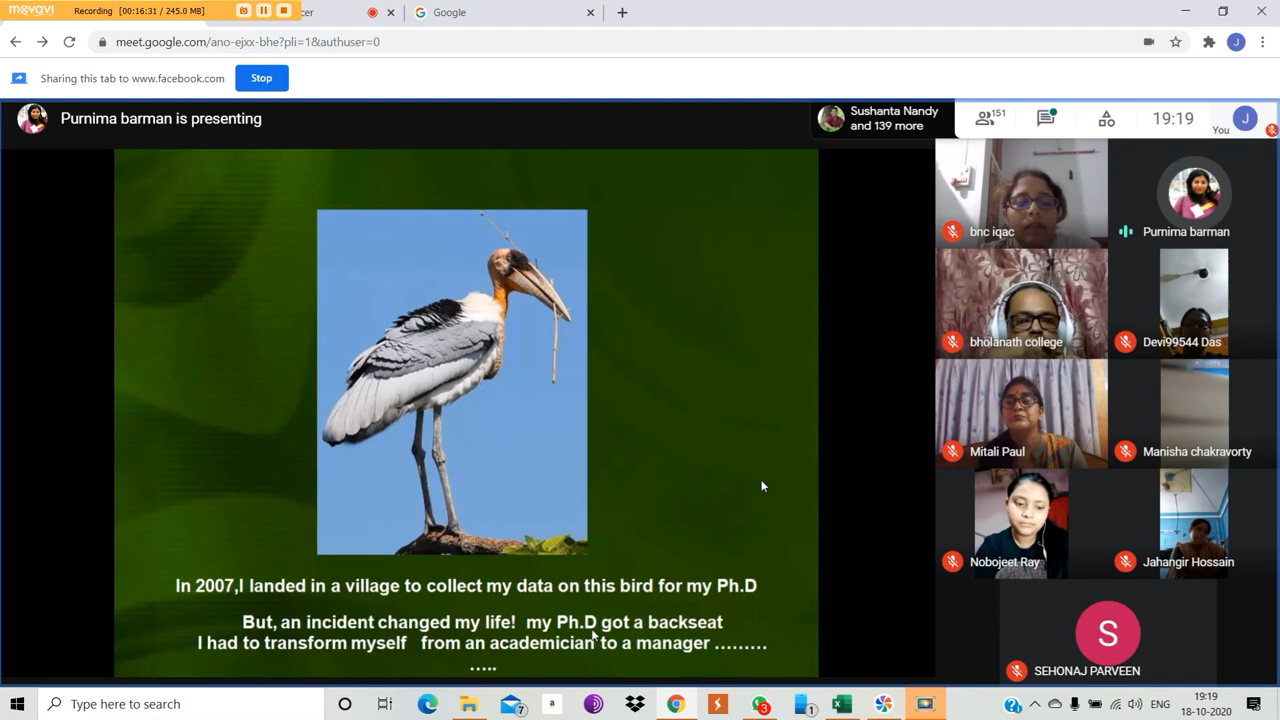 movavi
Recording [00:16:31 / 245.0 MB]
cer
Google
meet.google.com/ano-ejxx-bhe?pli=1&authuser=0
J
Sharing this tab to www.facebook.com
Stop
Purnima barman is presenting
Sushanta Nandy
and 139 more
151
19:19
You
J
bnc iqac
Purnima barman
bholanath college
Devi99544 Das
Mitali Paul
Manisha chakravorty
Nobojeet Ray
Jahangir Hossain
S
SEHONAJ PARVEEN
In 2007,I landed in a village to collect my data on this bird for my Ph.D
But, an incident changed my life! my Ph.D got a backseat
I had to transform myself from an academician to a manager ………
…..
Type here to search
7
a
3
1
ENG
19:19
18-10-2020